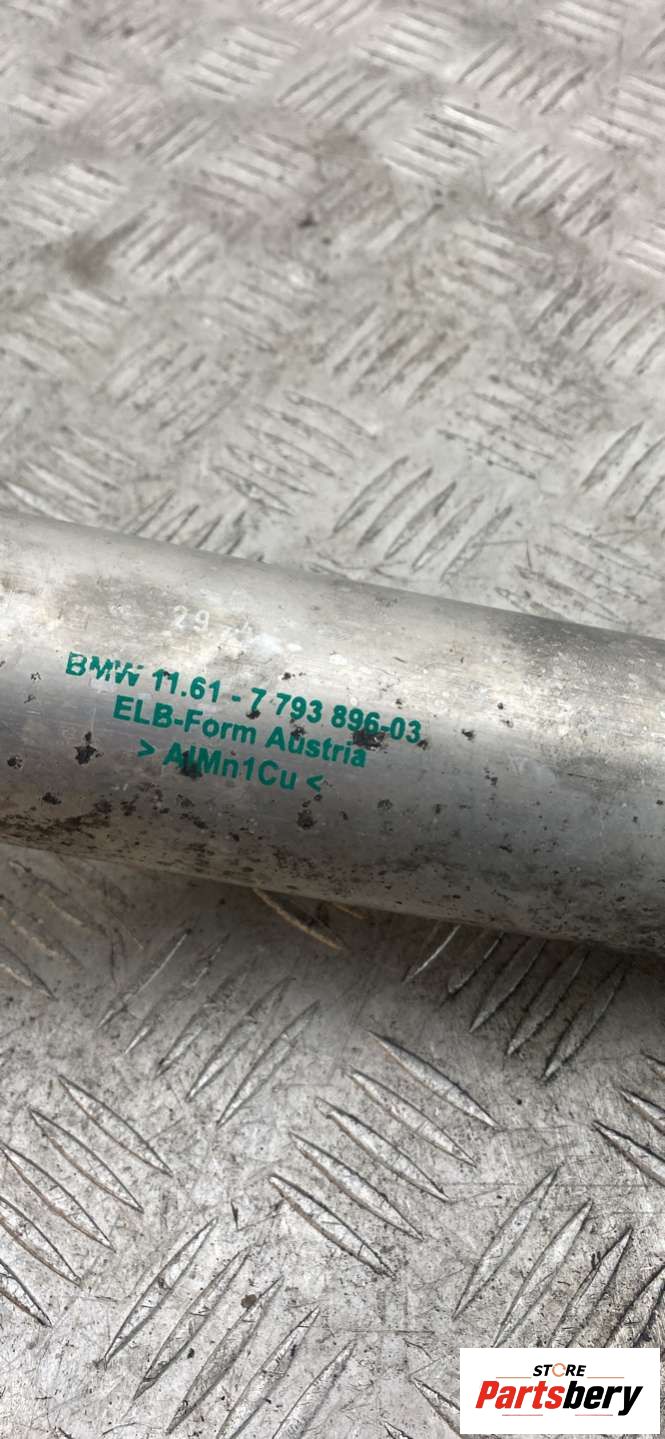 BMW 11.61 - 7 793 896-03
ELB-Form Austria
> AlMn1Cu <
STORE
Partsbery